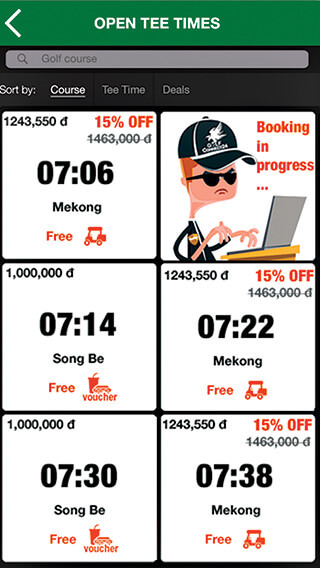 OPEN TEE TIMES
Golf course
Sort by: Course Tee Time Deals
1243,550 đ 15% OFF
1463,000 đ
07:06
Mekong
Free
Booking
in
progress
...
1,000,000 đ
07:14
Song Be
Free voucher
1243,550 đ 15% OFF
1463,000 đ
07:22
Mekong
Free
1,000,000 đ
07:30
Song Be
Free voucher
1243,550 đ 15% OFF
1463,000 đ
07:38
Mekong
Free